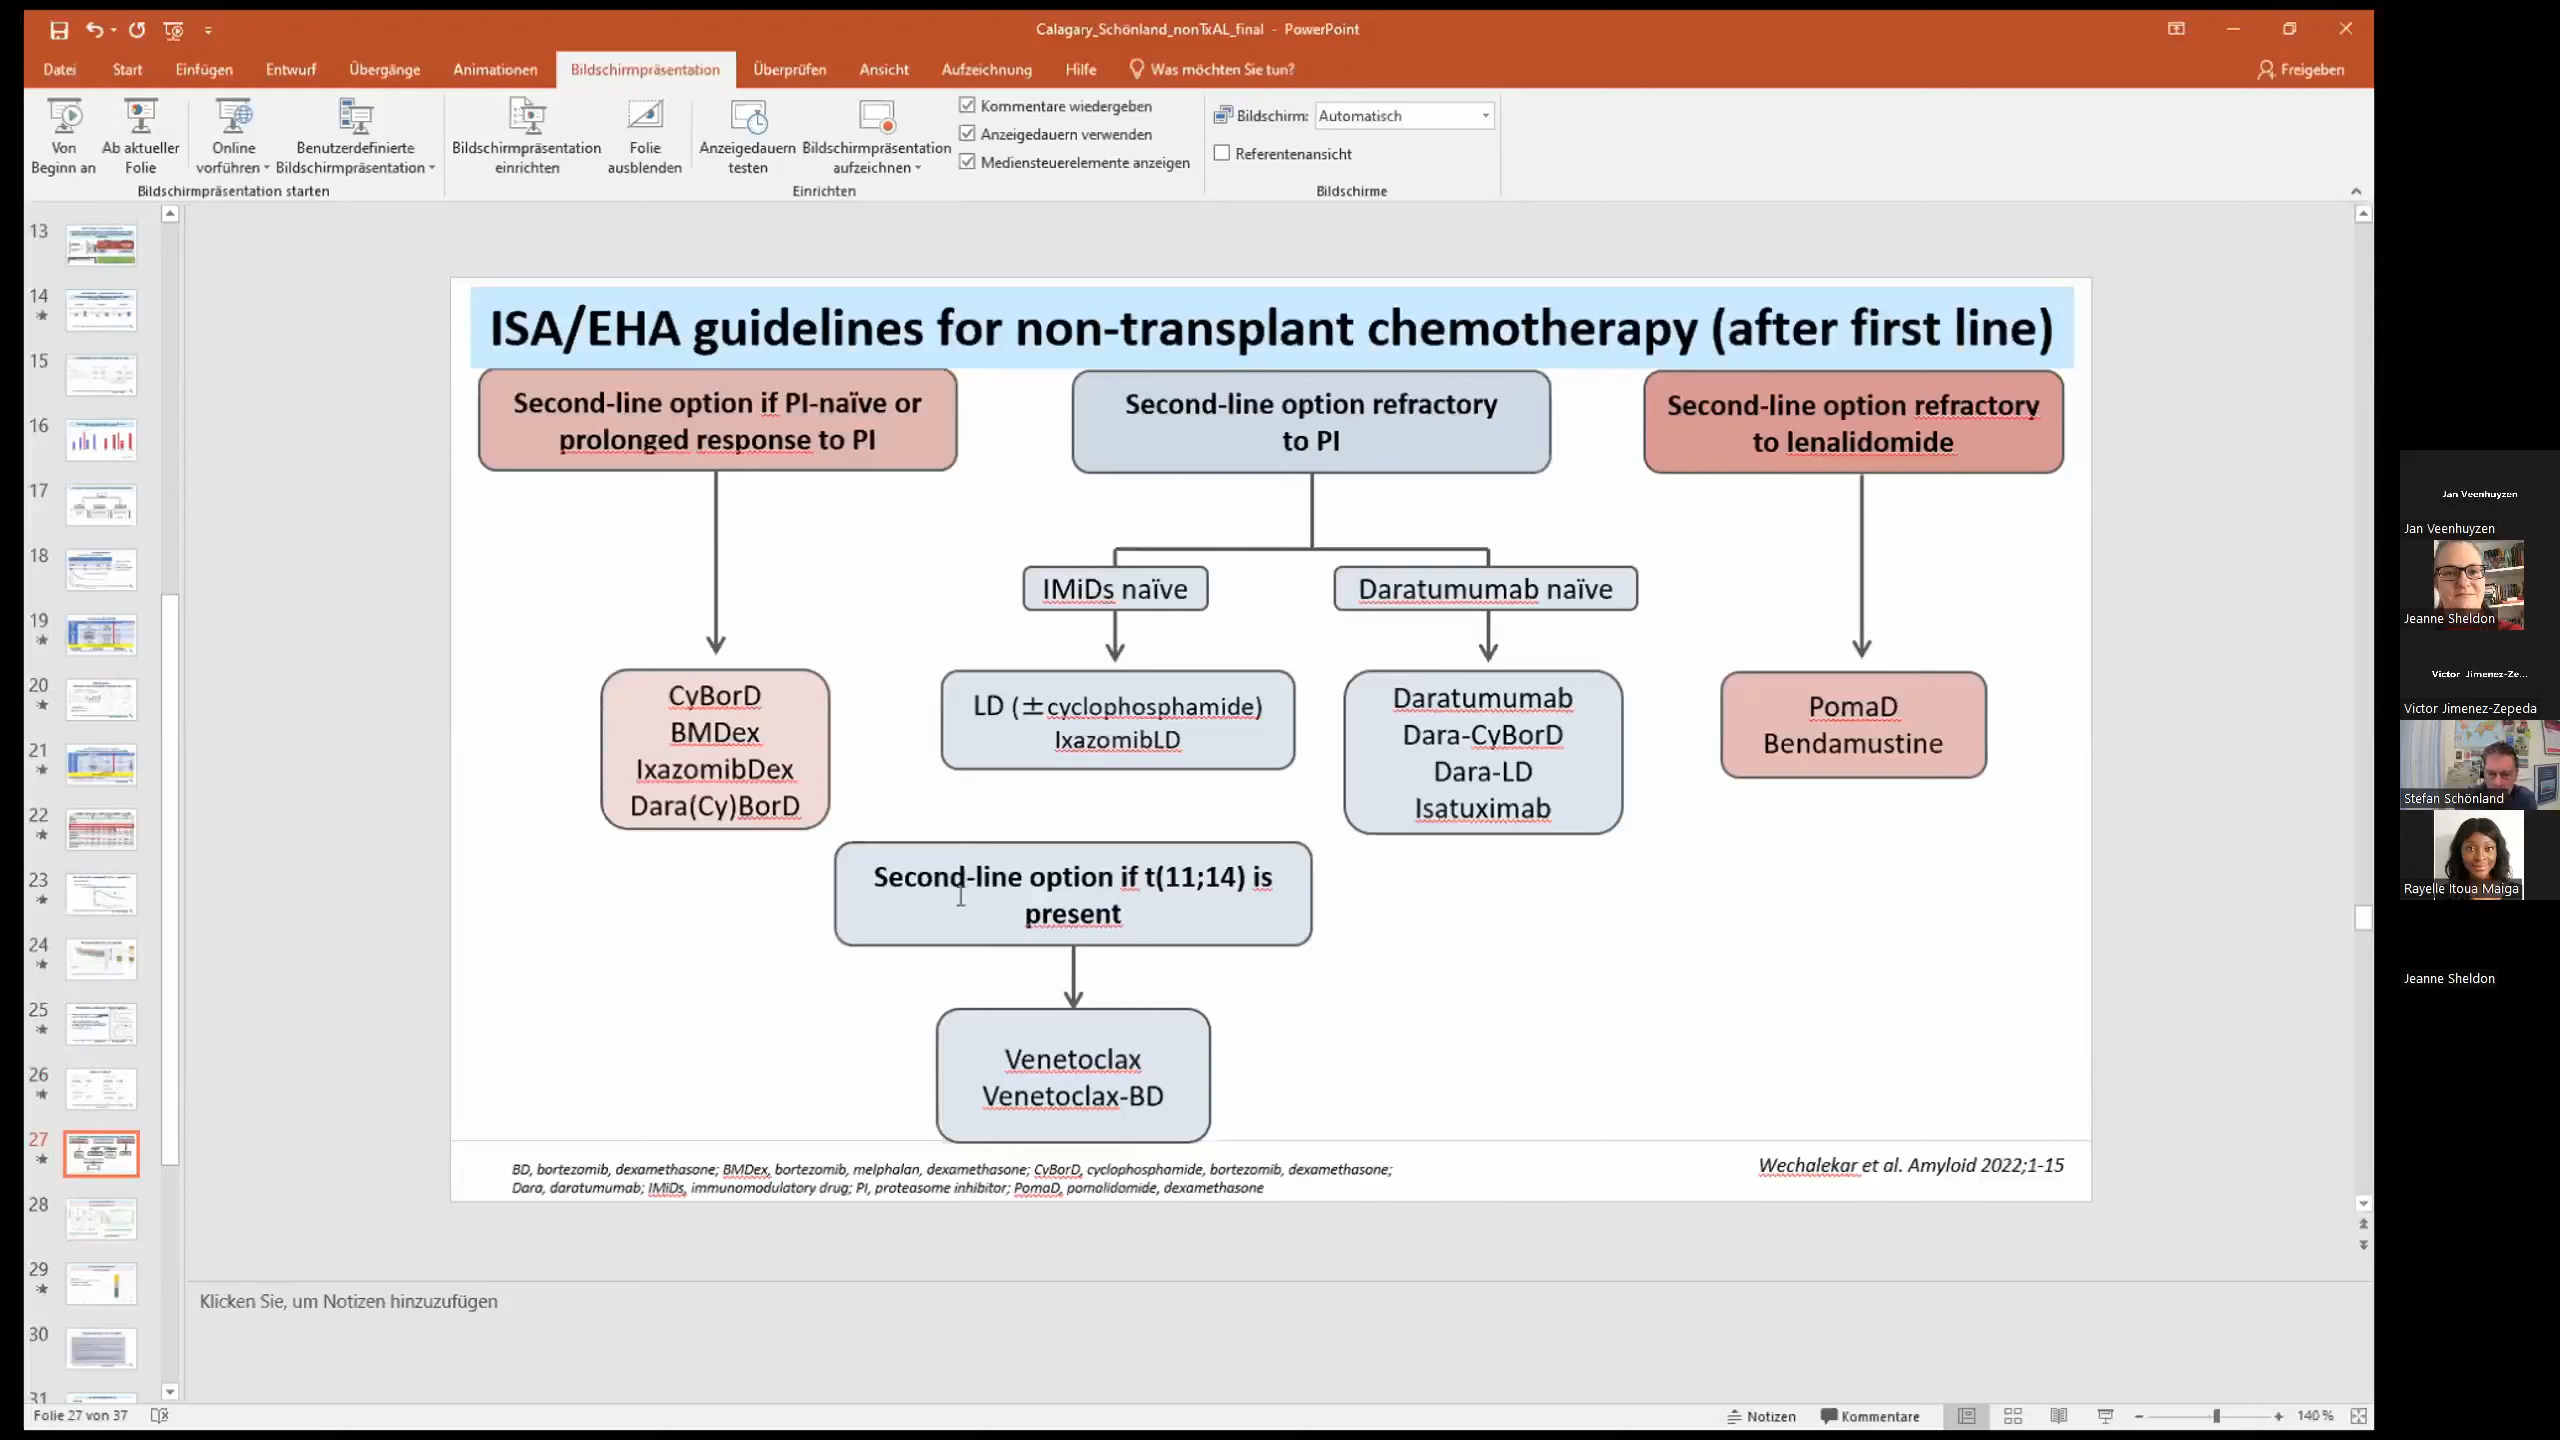 Calagary_Schönland_nonTxAL_final - PowerPoint
Datei Start Einfügen Entwurf Übergänge Animationen Bildschirmpräsentation Überprüfen Ansicht Aufzeichnung Hilfe Was möchten Sie tun? Freigeben
Von Beginn an
Ab aktueller Folie
Online vorführen
Benutzerdefinierte Bildschirmpräsentation
Bildschirmpräsentation starten
Bildschirmpräsentation einrichten
Folie ausblenden
Anzeigedauern testen
Bildschirmpräsentation aufzeichnen
Kommentare wiedergeben
Anzeigedauern verwenden
Mediensteuerelemente anzeigen
Einrichten
Bildschirm: Automatisch
Referentenansicht
Bildschirme
13
14
15
16
17
18
19
20
21
22
23
24
25
26
27
28
29
30
31
ISA/EHA guidelines for non-transplant chemotherapy (after first line)
Second-line option if PI-naïve or
prolonged response to PI
Second-line option refractory
to PI
Second-line option refractory
to lenalidomide
IMiDs naïve
Daratumumab naïve
CyBorD
BMDex
IxazomibDex
Dara(Cy)BorD
LD (±cyclophosphamide)
IxazomibLD
Daratumumab
Dara-CyBorD
Dara-LD
Isatuximab
PomaD
Bendamustine
Second-line option if t(11;14) is
present
Venetoclax
Venetoclax-BD
BD, bortezomib, dexamethasone; BMDex, bortezomib, melphalan, dexamethasone; CyBorD, cyclophosphamide, bortezomib, dexamethasone;
Dara, daratumumab; IMiDs, immunomodulatory drug; PI, proteasome inhibitor; PomaD, pomalidomide, dexamethasone
Wechalekar et al. Amyloid 2022;1-15
Klicken Sie, um Notizen hinzuzufügen
Folie 27 von 37
Notizen Kommentare 140 %
Jan Veenhuyzen
Jan Veenhuyzen
Jeanne Sheldon
Victor Jimenez-Ze...
Victor Jimenez-Zepeda
Stefan Schönland
Rayelle Itoua Maiga
Jeanne Sheldon